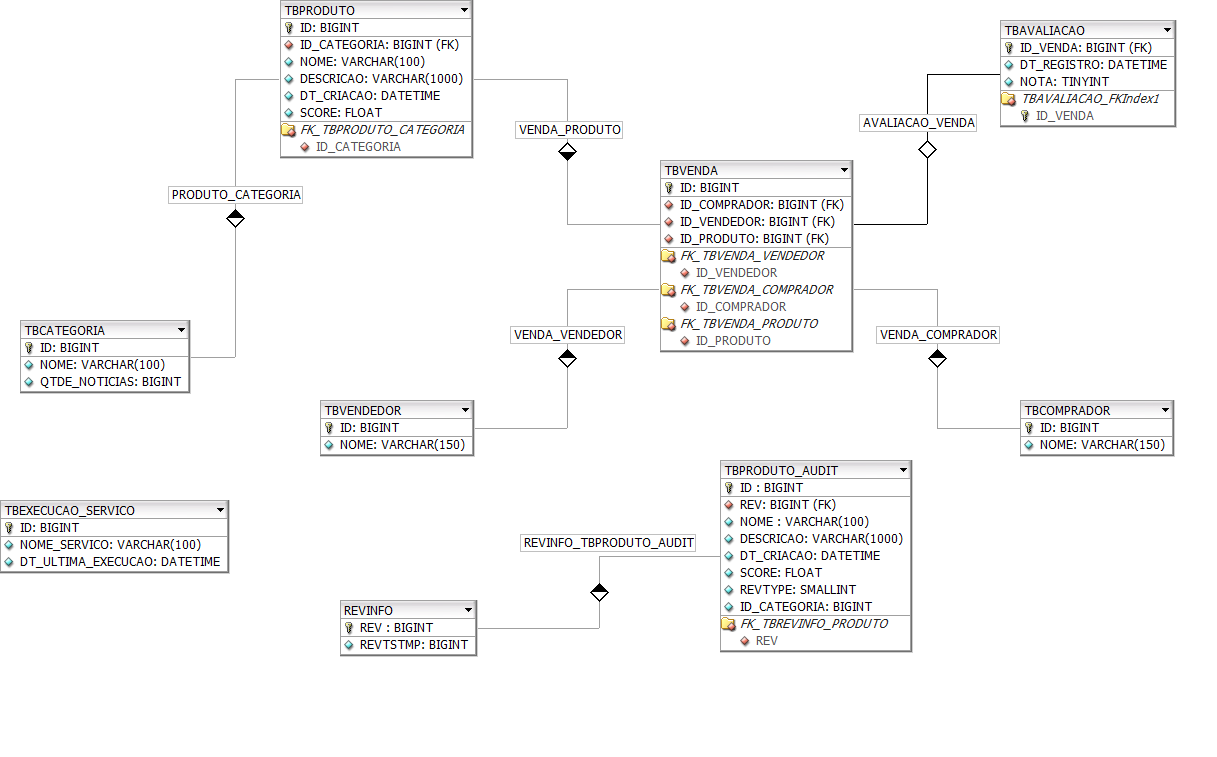 TBPRODUTO
ID: BIGINT
ID_CATEGORIA: BIGINT (FK)
NOME: VARCHAR(100)
DESCRICAO: VARCHAR(1000)
DT_CRIACAO: DATETIME
SCORE: FLOAT
FK_TBPRODUTO_CATEGORIA
ID_CATEGORIA
TBAVALIACAO
ID_VENDA: BIGINT (FK)
DT_REGISTRO: DATETIME
NOTA: TINYINT
TBAVALIACAO_FKIndex1
ID_VENDA
VENDA_PRODUTO
AVALIACAO_VENDA
PRODUTO_CATEGORIA
TBVENDA
ID: BIGINT
ID_COMPRADOR: BIGINT (FK)
ID_VENDEDOR: BIGINT (FK)
ID_PRODUTO: BIGINT (FK)
FK_TBVENDA_VENDEDOR
ID_VENDEDOR
FK_TBVENDA_COMPRADOR
ID_COMPRADOR
FK_TBVENDA_PRODUTO
ID_PRODUTO
TBCATEGORIA
ID: BIGINT
NOME: VARCHAR(100)
QTDE_NOTICIAS: BIGINT
VENDA_VENDEDOR
VENDA_COMPRADOR
TBVENDEDOR
ID: BIGINT
NOME: VARCHAR(150)
TBCOMPRADOR
ID: BIGINT
NOME: VARCHAR(150)
TBEXECUCAO_SERVICO
ID: BIGINT
NOME_SERVICO: VARCHAR(100)
DT_ULTIMA_EXECUCAO: DATETIME
TBPRODUTO_AUDIT
ID : BIGINT
REV: BIGINT (FK)
NOME : VARCHAR(100)
DESCRICAO: VARCHAR(1000)
DT_CRIACAO: DATETIME
SCORE: FLOAT
REVTYPE: SMALLINT
ID_CATEGORIA: BIGINT
FK_TBREVINFO_PRODUTO
REV
REVINFO_TBPRODUTO_AUDIT
REVINFO
REV : BIGINT
REVTSTMP: BIGINT